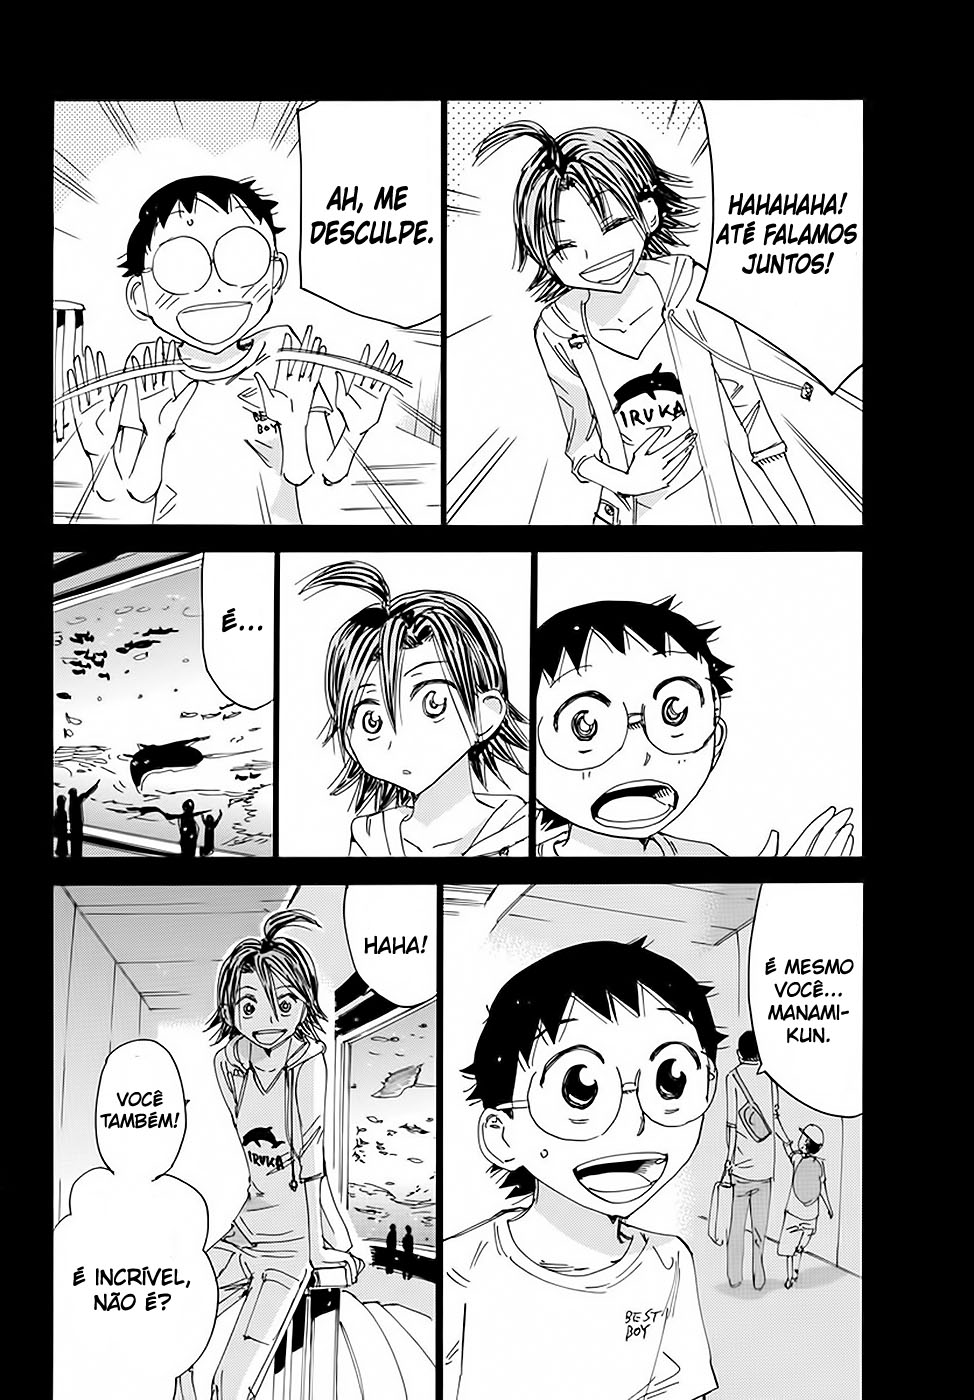 HAHAHAHA!
ATÉ FALAMOS
JUNTOS!
IRUKA
AH, ME
DESCULPE.
BEST
BOY
É...
É MESMO
VOCÊ...
MANAMI-
KUN.
BEST
BOY
HAHA!
VOCÊ
TAMBÉM!
IRUKA
É INCRÍVEL,
NÃO É?